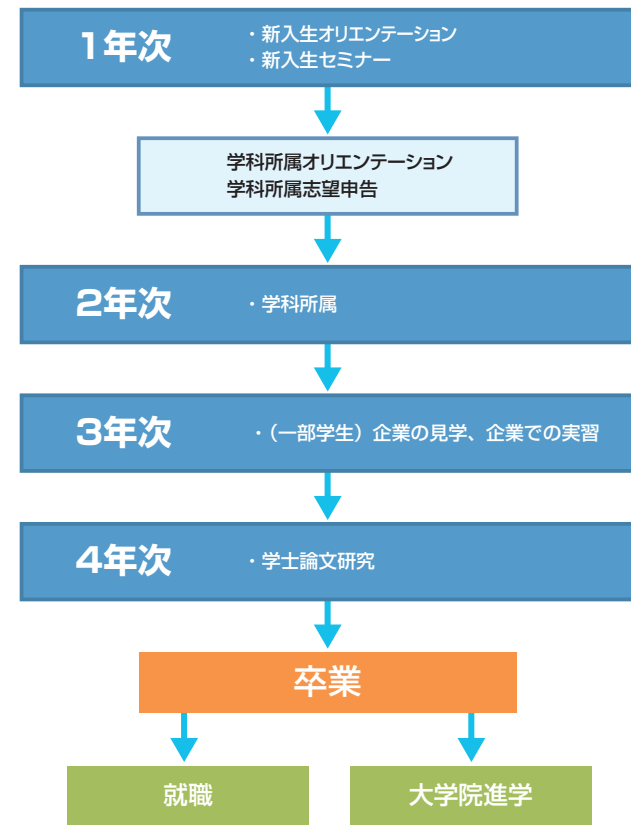 1年次
・新入生オリエンテーション
・新入生セミナー
学科所属オリエンテーション
学科所属志望申告
2年次
・学科所属
3年次
・（一部学生）企業の見学、企業での実習
4年次
・学士論文研究
卒業
就職
大学院進学